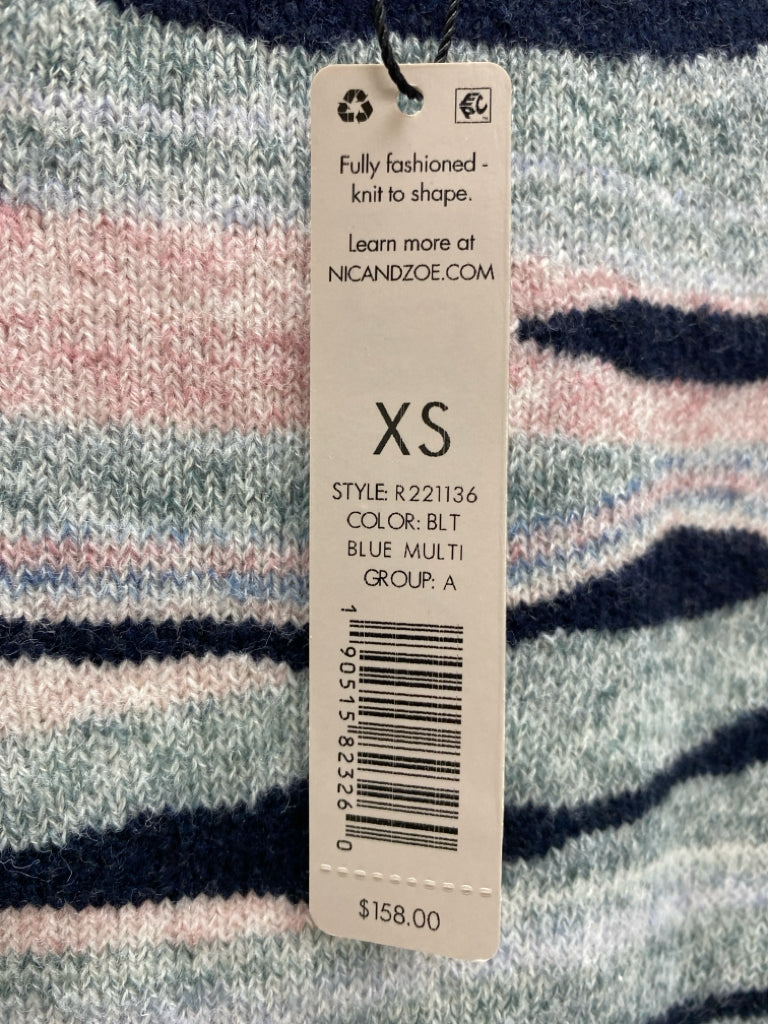 Fully fashioned -
knit to shape.
Learn more at
NICANDZOE.COM
XS
STYLE: R221136
COLOR: BLT
BLUE MULTI
GROUP: A
1 90515 82326 0
$158.00